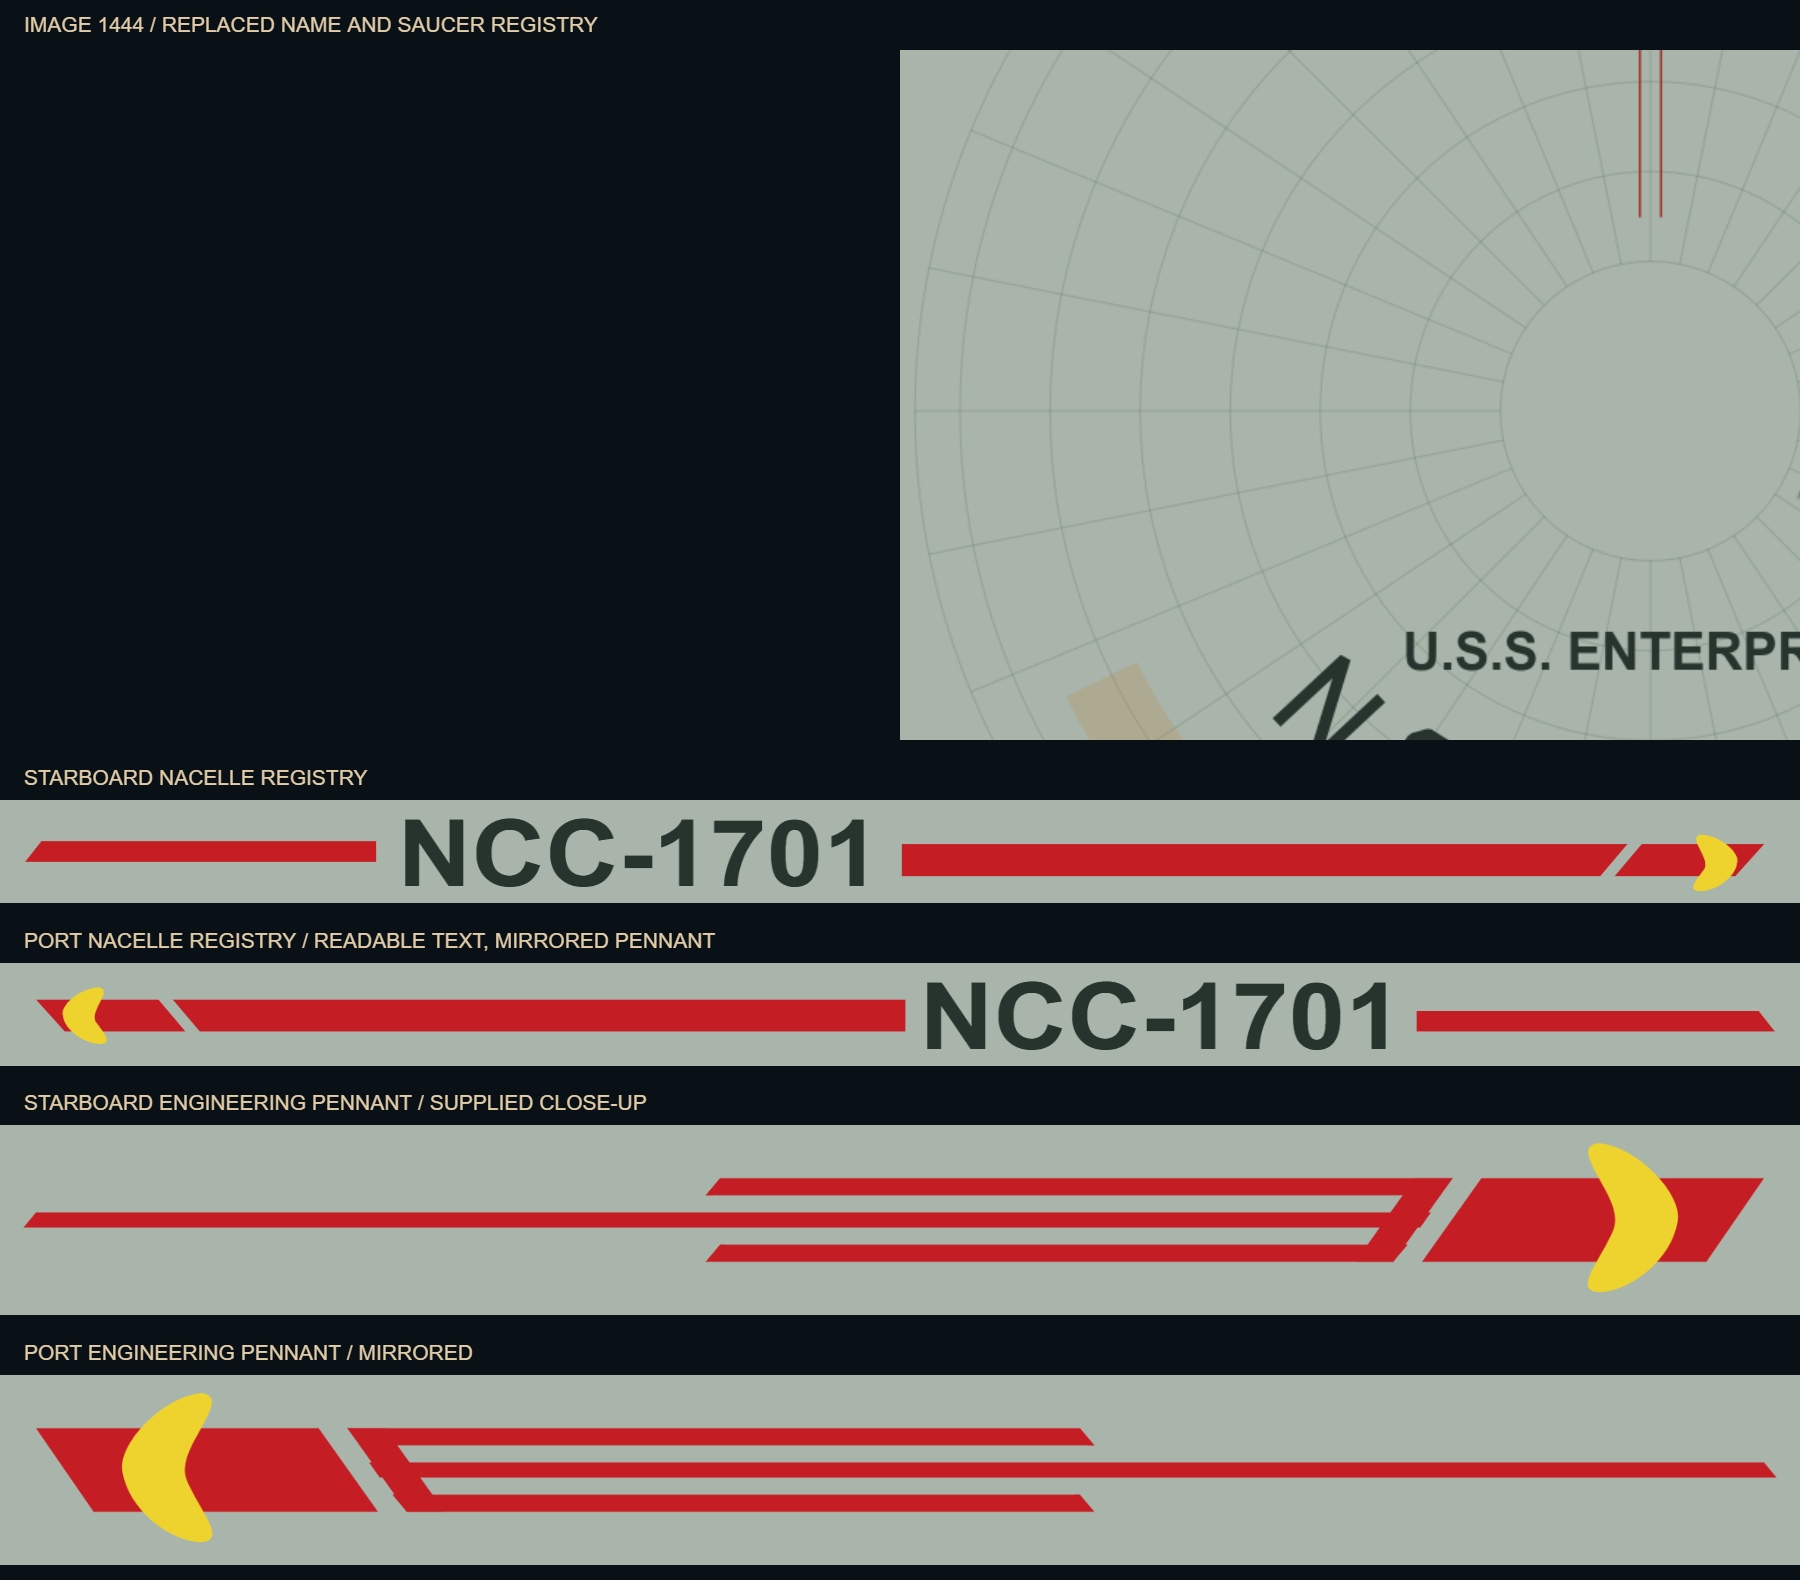 IMAGE 1444 / REPLACED NAME AND SAUCER REGISTRY
U.S.S. ENTERPR
N
STARBOARD NACELLE REGISTRY
NCC-1701
PORT NACELLE REGISTRY / READABLE TEXT, MIRRORED PENNANT
NCC-1701
STARBOARD ENGINEERING PENNANT / SUPPLIED CLOSE-UP
PORT ENGINEERING PENNANT / MIRRORED